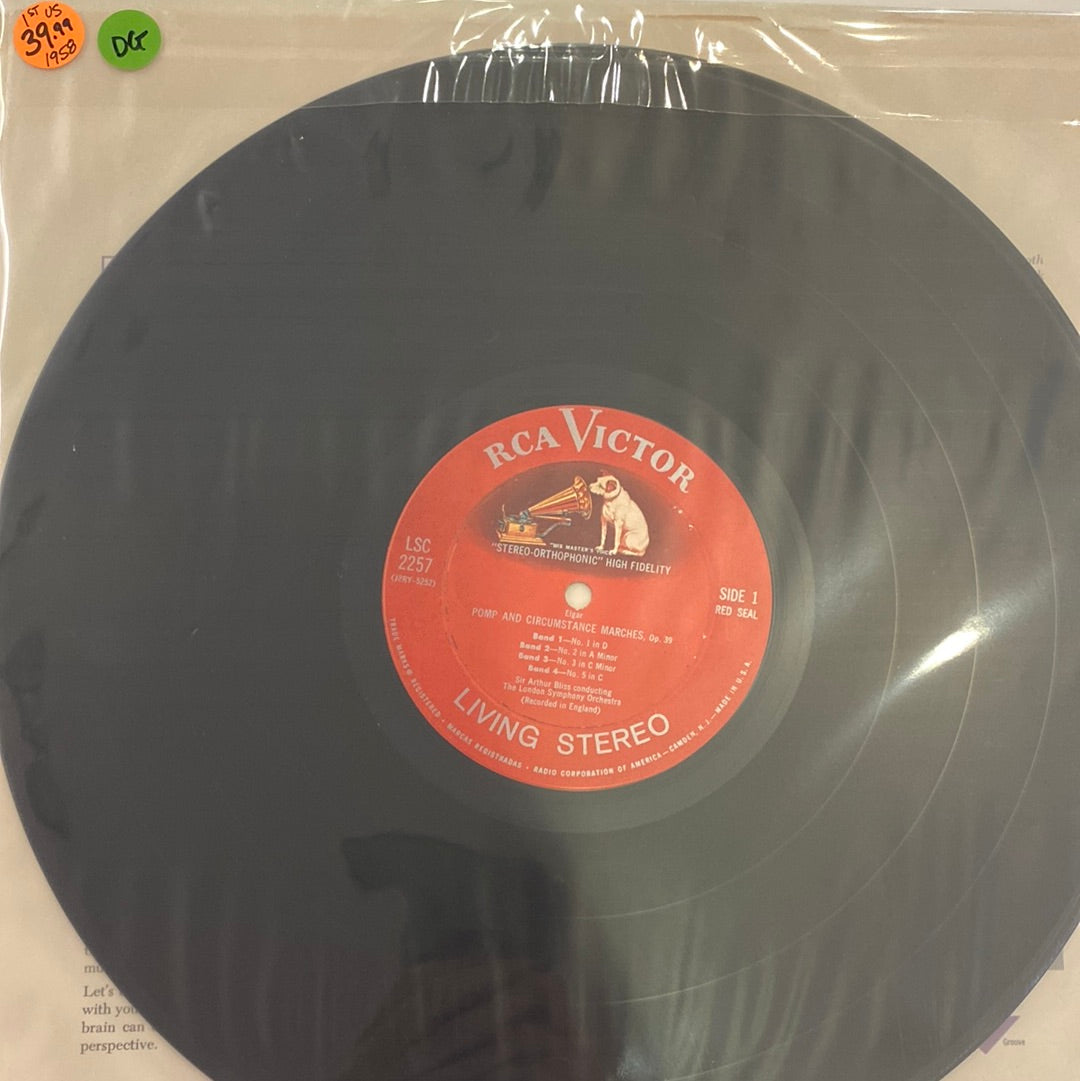 1ST US
39.99
1958
DG
RCA VICTOR
"HIS MASTER'S VOICE"
"STEREO-ORTHOPHONIC" HIGH FIDELITY
LSC
2257
(J2RY-5252)
SIDE 1
RED SEAL
Elgar
POMP AND CIRCUMSTANCE MARCHES, Op. 39
Band 1—No. 1 in D
Band 2—No. 2 in A Minor
Band 3—No. 3 in C Minor
Band 4—No. 5 in C
Sir Arthur Bliss conducting
The London Symphony Orchestra
(Recorded in England)
LIVING STEREO
TRADE MARKS ® REGISTERED • MARCAS REGISTRADAS • RADIO CORPORATION OF AMERICA—CAMDEN, N. J.—MADE IN U.S.A.
Let's
with you
brain can
perspective.
Groove